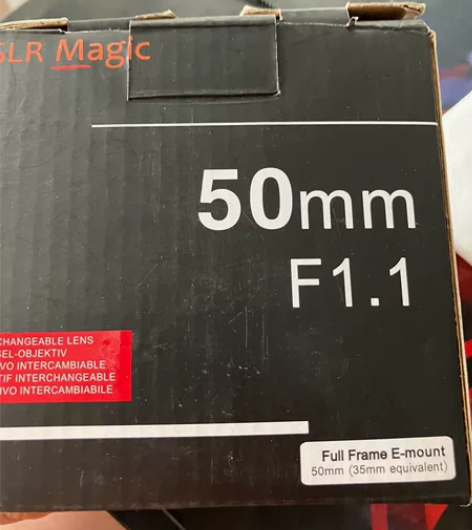 SLR Magic
50mm
F1.1
CHANGEABLE LENS
SEL-OBJEKTIV
VO INTERCAMBIABLE
TIF INTERCHANGEABLE
IVO INTERCAMBIABILE
Full Frame E-mount
50mm (35mm equivalent)